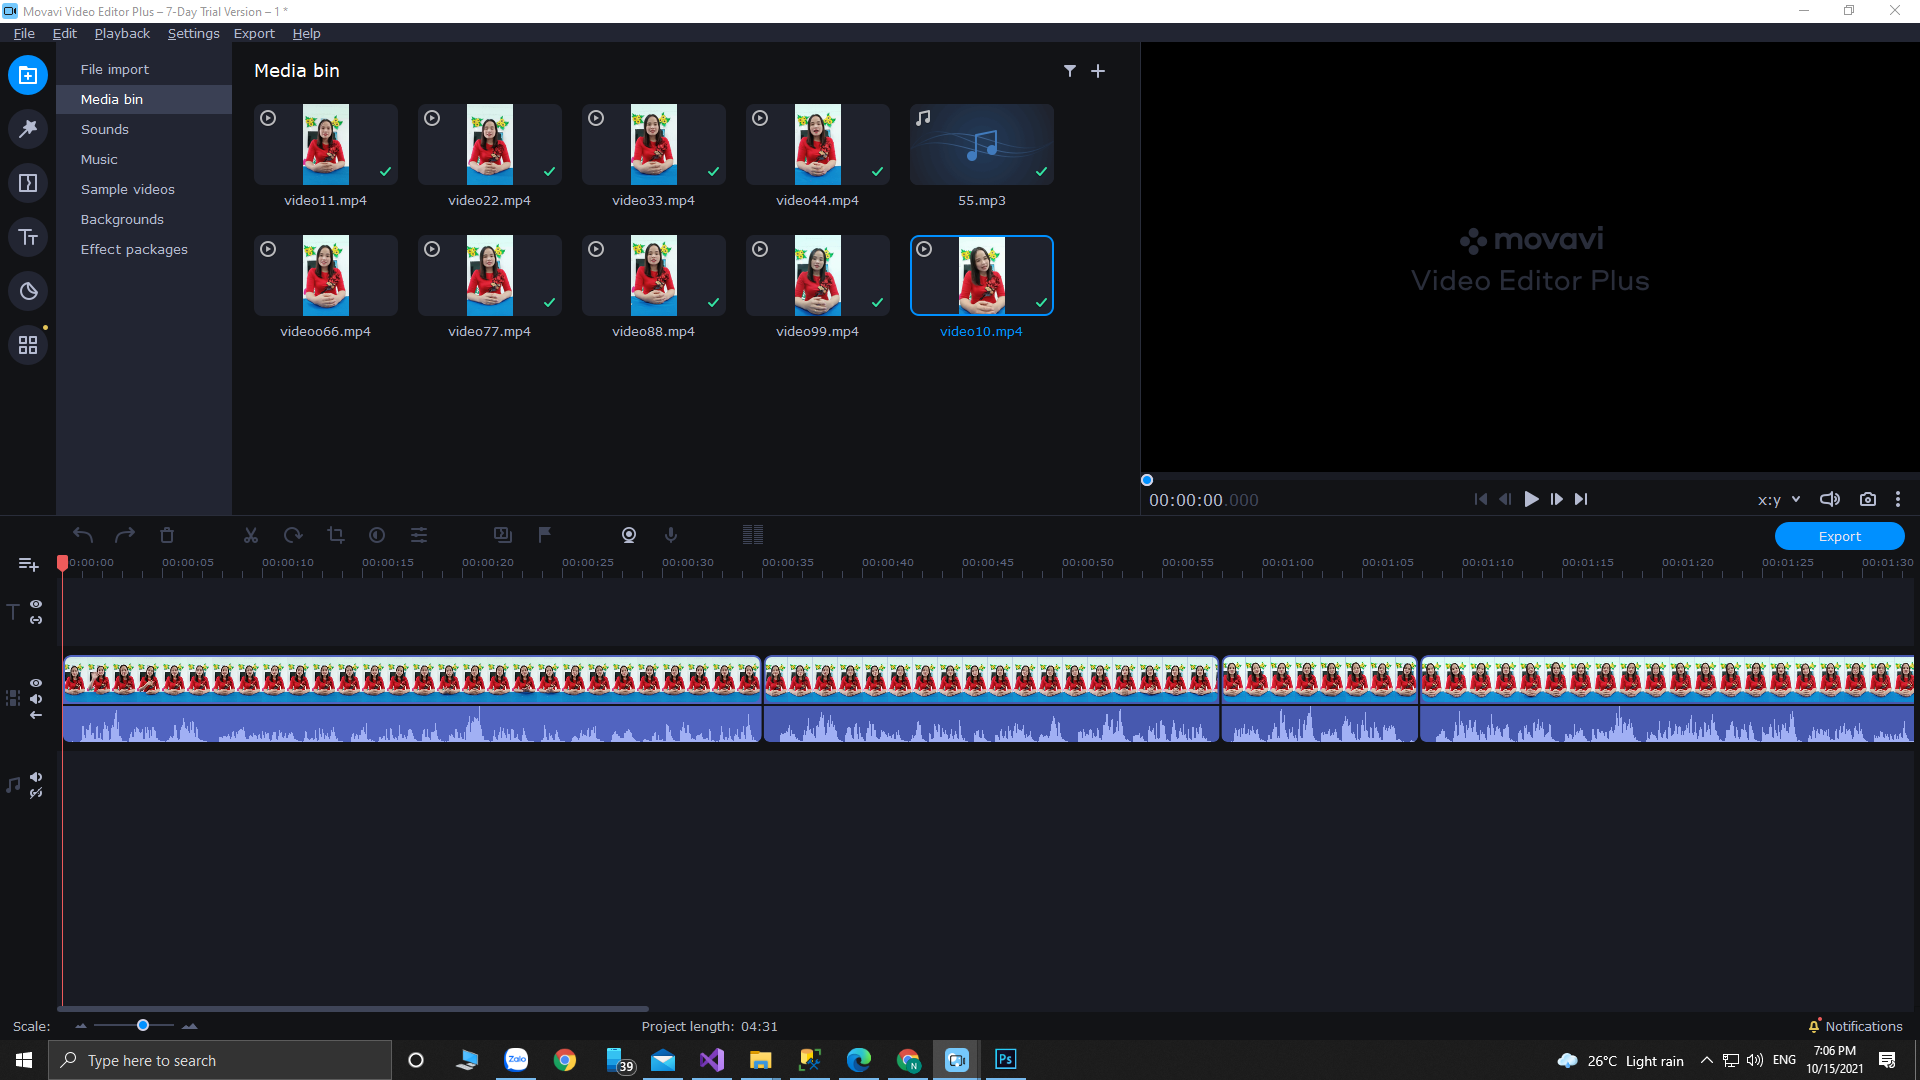 Movavi Video Editor Plus – 7-Day Trial Version – 1 *
File Edit Playback Settings Export Help
File import
Media bin
Sounds
Music
Sample videos
Backgrounds
Effect packages
Media bin
video11.mp4 video22.mp4 video33.mp4 video44.mp4 55.mp3
videoo66.mp4 video77.mp4 video88.mp4 video99.mp4 video10.mp4
movavi
Video Editor Plus
00:00:00.000
x:y
Export
0:00:00 00:00:05 00:00:10 00:00:15 00:00:20 00:00:25 00:00:30 00:00:35 00:00:40 00:00:45 00:00:50 00:00:55 00:01:00 00:01:05 00:01:10 00:01:15 00:01:20 00:01:25 00:01:30
T
Scale:
Project length: 04:31
Notifications
Type here to search
Zalo
39
N
Ps
26°C Light rain
ENG
7:06 PM
10/15/2021